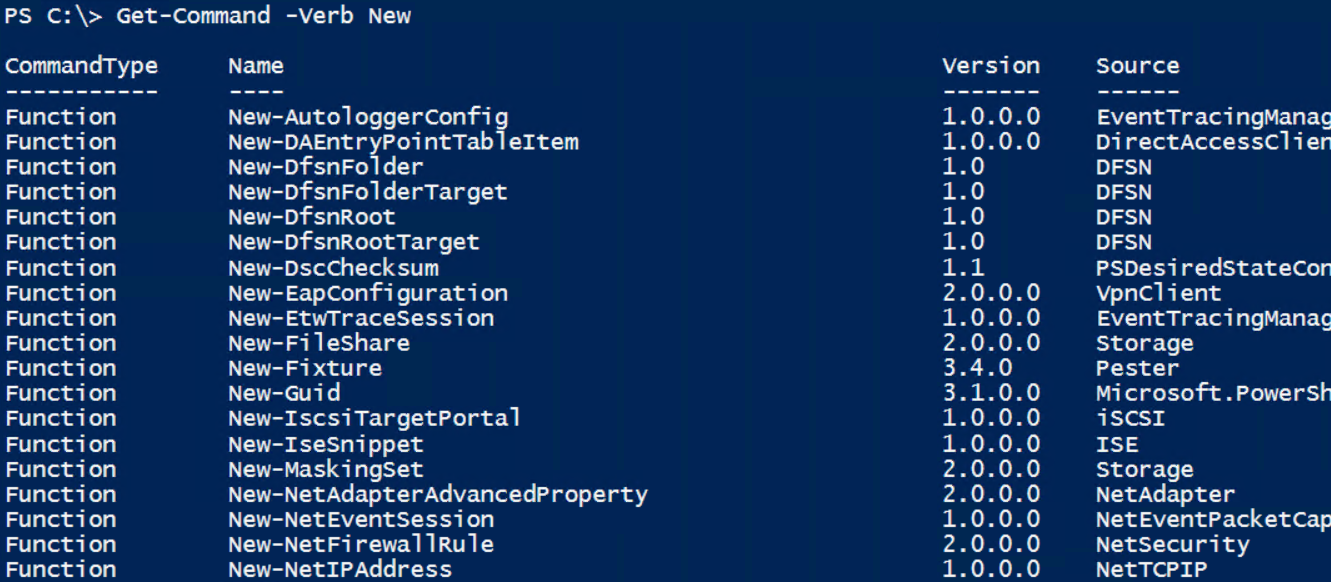 PS C:\> Get-Command -Verb New
CommandType Name Version Source
----------- ---- ------- ------
Function New-AutologgerConfig 1.0.0.0 EventTracingManag
Function New-DAEntryPointTableItem 1.0.0.0 DirectAccessClien
Function New-DfsnFolder 1.0 DFSN
Function New-DfsnFolderTarget 1.0 DFSN
Function New-DfsnRoot 1.0 DFSN
Function New-DfsnRootTarget 1.0 DFSN
Function New-DscChecksum 1.1 PSDesiredStateCon
Function New-EapConfiguration 2.0.0.0 VpnClient
Function New-EtwTraceSession 1.0.0.0 EventTracingManag
Function New-FileShare 2.0.0.0 Storage
Function New-Fixture 3.4.0 Pester
Function New-Guid 3.1.0.0 Microsoft.PowerSh
Function New-IscsiTargetPortal 1.0.0.0 iSCSI
Function New-IseSnippet 1.0.0.0 ISE
Function New-MaskingSet 2.0.0.0 Storage
Function New-NetAdapterAdvancedProperty 2.0.0.0 NetAdapter
Function New-NetEventSession 1.0.0.0 NetEventPacketCap
Function New-NetFirewallRule 2.0.0.0 NetSecurity
Function New-NetIPAddress 1.0.0.0 NetTCPIP